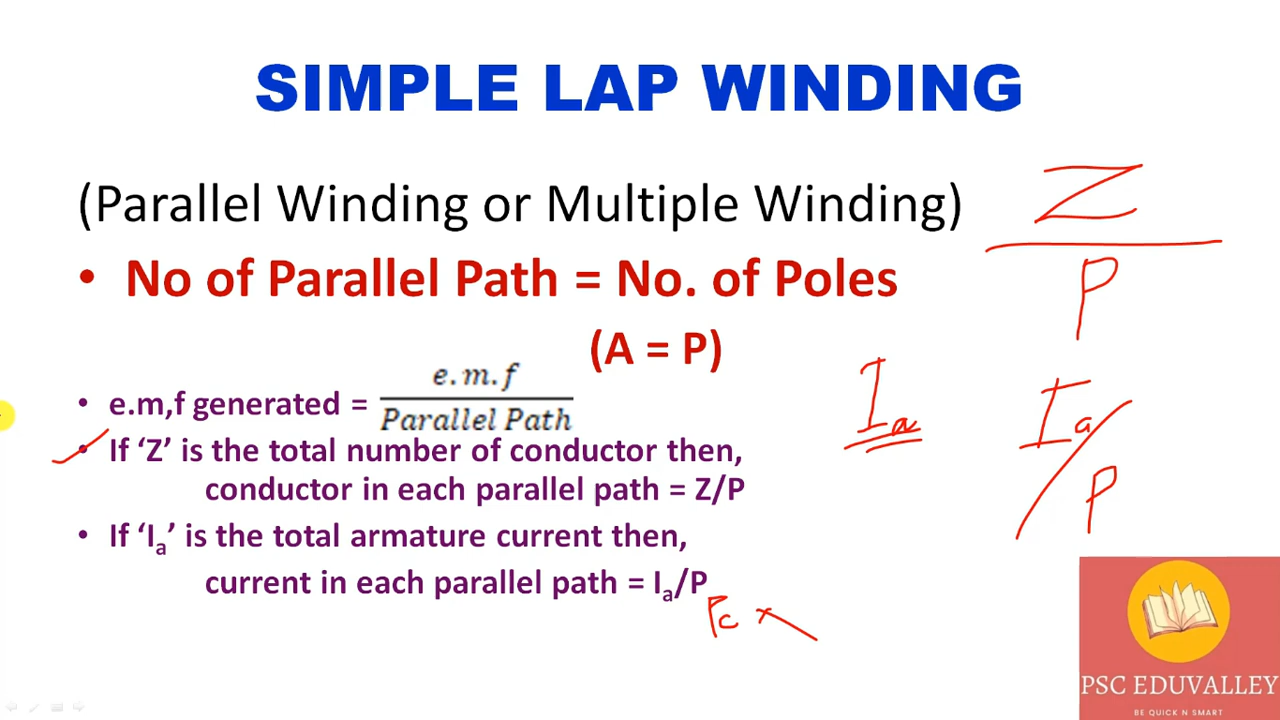 SIMPLE LAP WINDING
(Parallel Winding or Multiple Winding)
Z
P
• No of Parallel Path = No. of Poles
(A = P)
• e.m,f generated = e.m.f / Parallel Path
Ia
Ia/P
• If ‘Z’ is the total number of conductor then,
conductor in each parallel path = Z/P
• If ‘Ia’ is the total armature current then,
current in each parallel path = Ia/P
PSC EDUVALLEY
BE QUICK N SMART